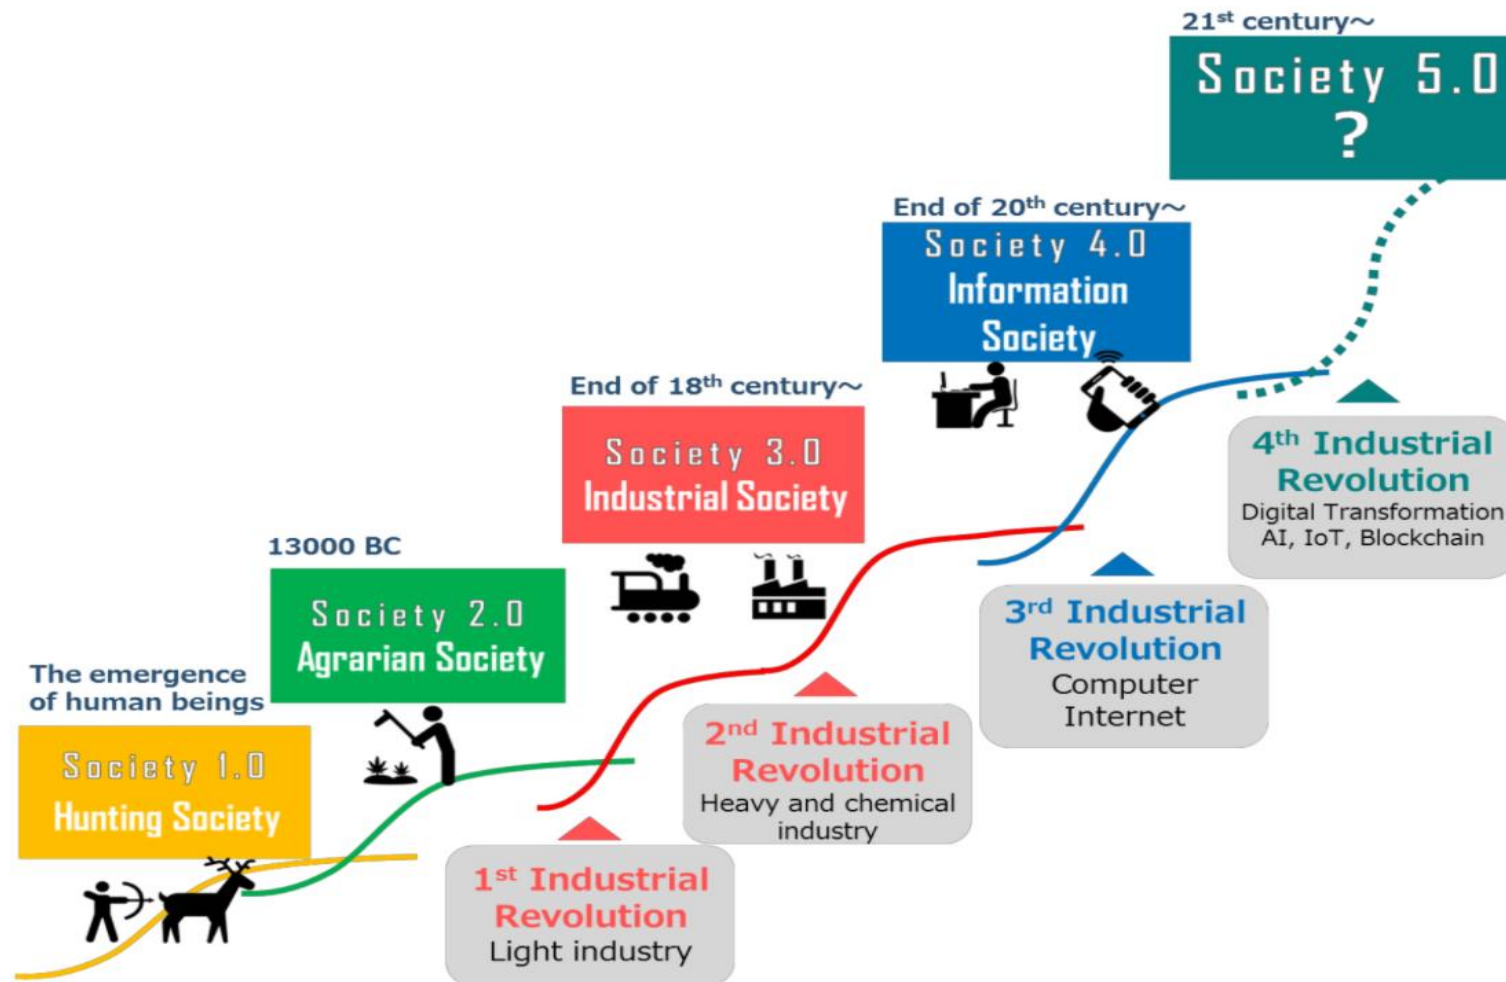 The emergence
of human beings
Society 1.0
Hunting Society
13000 BC
Society 2.0
Agrarian Society
End of 18th century～
Society 3.0
Industrial Society
End of 20th century～
Society 4.0
Information
Society
21st century～
Society 5.0
?
1st Industrial
Revolution
Light industry
2nd Industrial
Revolution
Heavy and chemical
industry
3rd Industrial
Revolution
Computer
Internet
4th Industrial
Revolution
Digital Transformation
AI, IoT, Blockchain